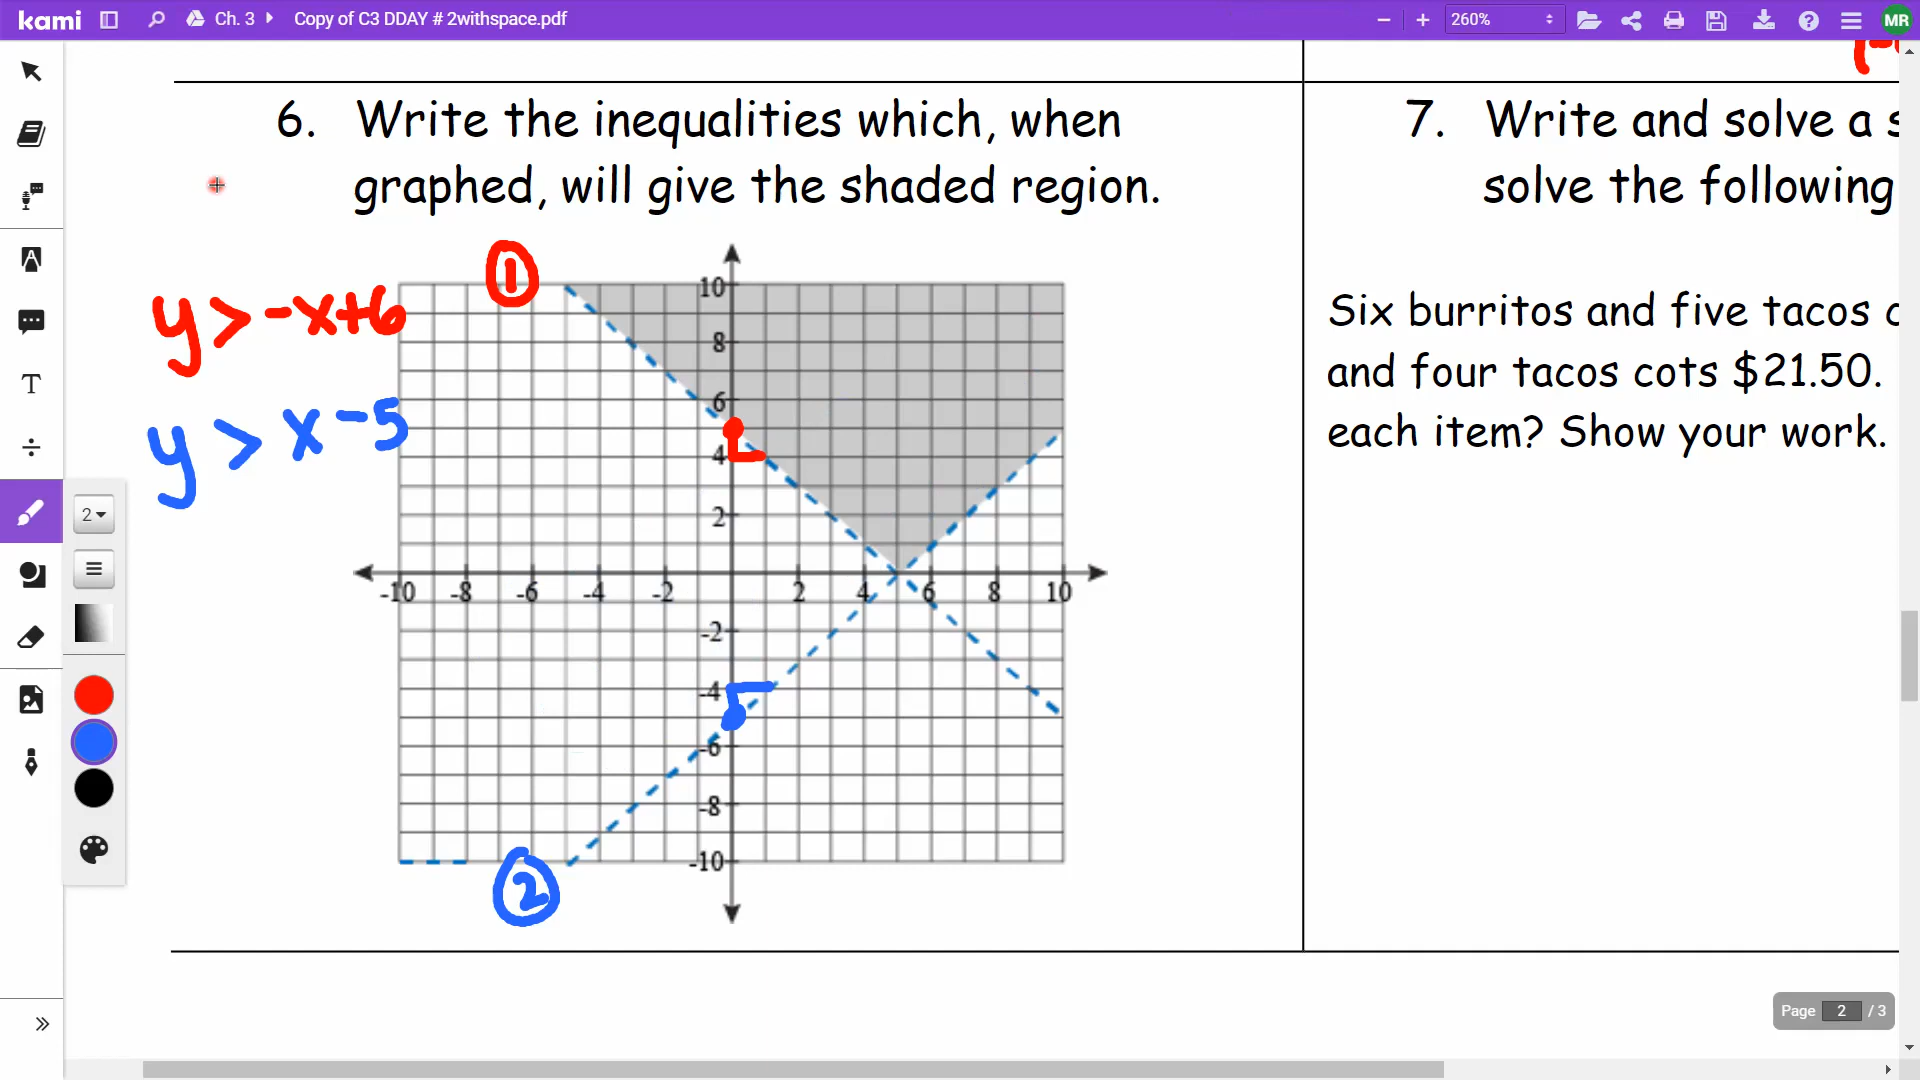 kami
Ch. 3
Copy of C3 DDAY # 2withspace.pdf
260%
MR
6. Write the inequalities which, when
graphed, will give the shaded region.
7. Write and solve a s
solve the following
1
y > -x+6
y > x -5
10
8
6
4
2
-10 -8 -6 -4 -2 2 4 6 8 10
-2
-4
-6
-8
-10
2
Six burritos and five tacos c
and four tacos cots $21.50.
each item? Show your work.
2
T
Page 2 / 3